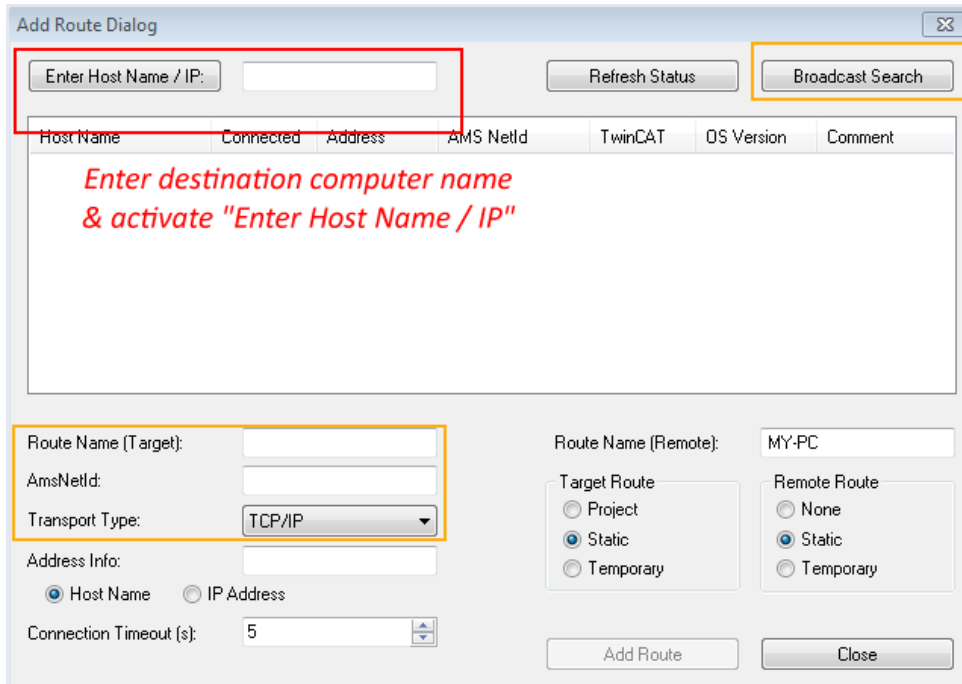 Add Route Dialog
Enter Host Name / IP: Refresh Status Broadcast Search
Host Name Connected Address AMS NetId TwinCAT OS Version Comment
Enter destination computer name
& activate "Enter Host Name / IP"
Route Name (Target): Route Name (Remote): MY-PC
AmsNetId: Target Route Remote Route
Transport Type: TCP/IP Project None
Static Static
Address Info: Temporary Temporary
Host Name IP Address
Connection Timeout (s): 5
Add Route Close